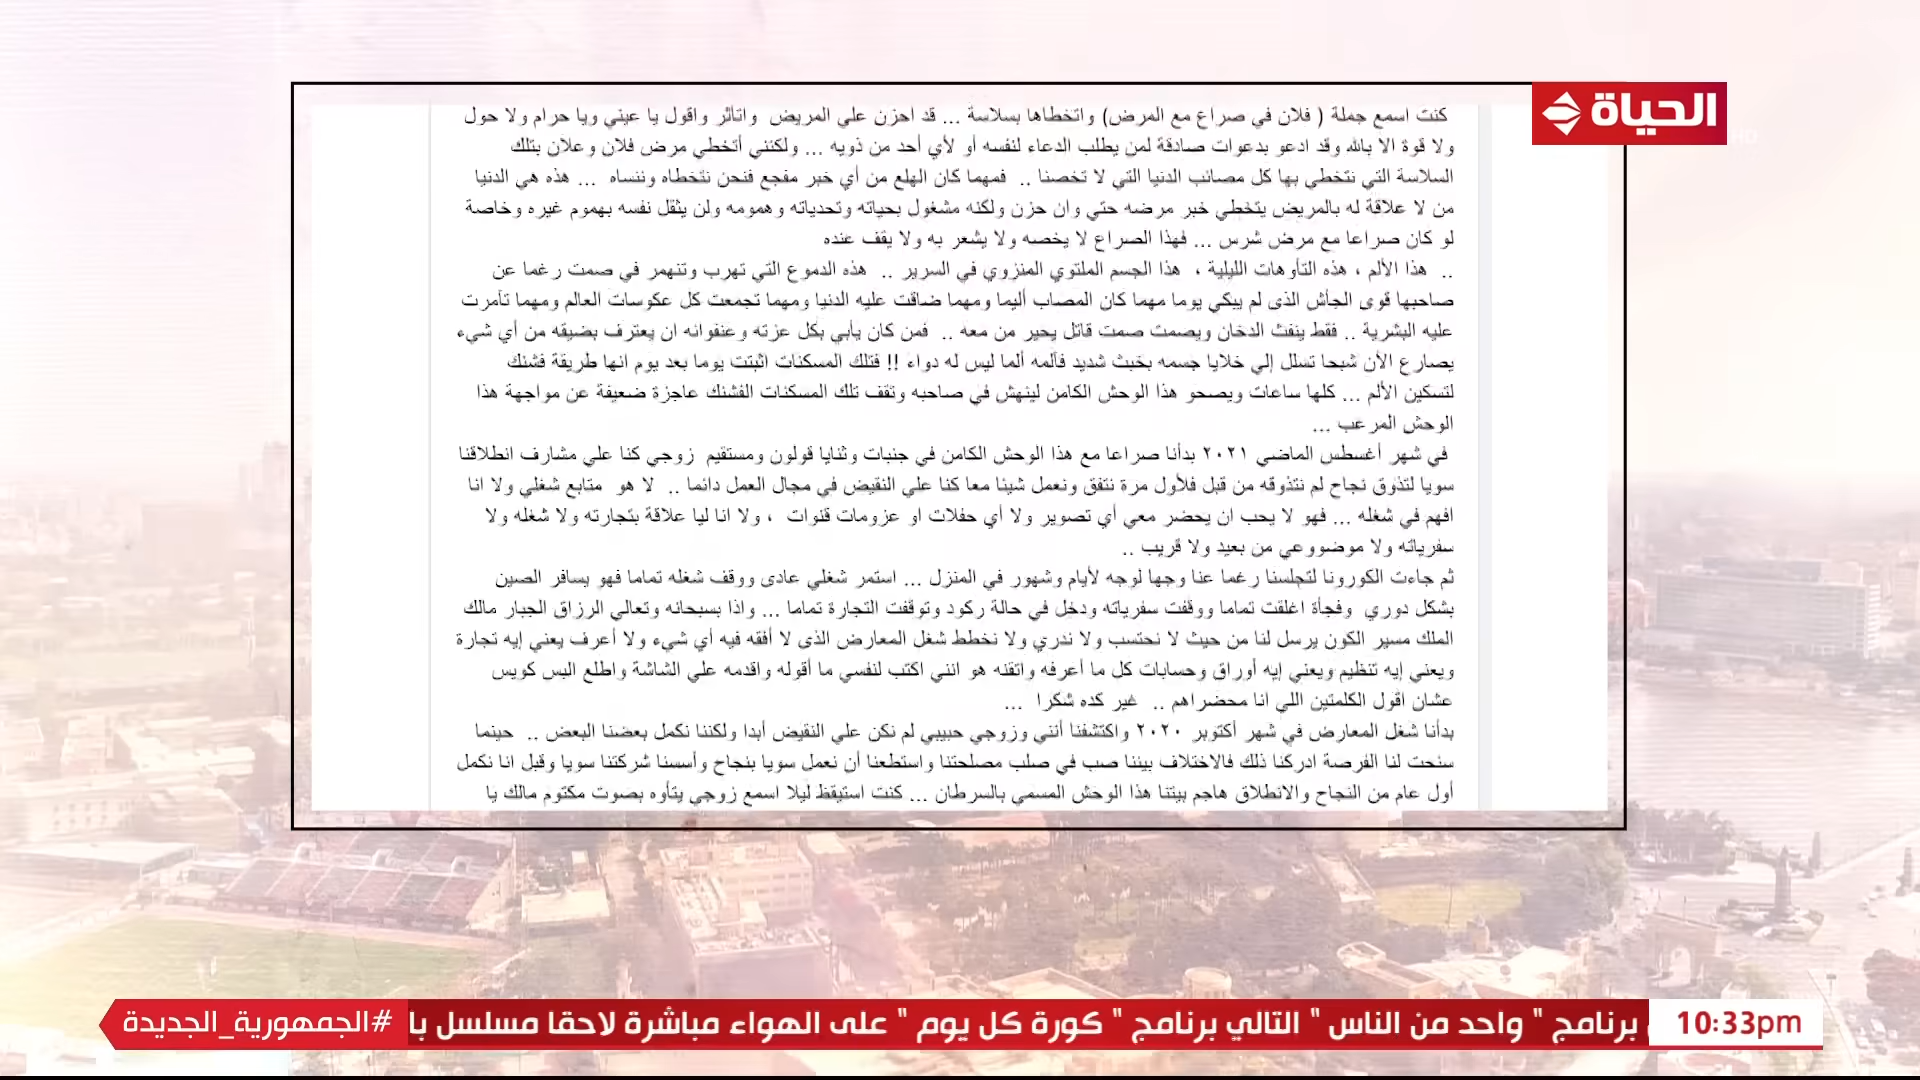 الحياة
كنت اسمع جملة ( فلان في صراع مع المرض) واتخطاها بسلاسة ... قد احزن علي المريض واتأثر واقول يا عيني ويا حرام ولا حول
ولا قوة الا بالله وقد ادعو بدعوات صادقة لمن يطلب الدعاء لنفسه أو لأي أحد من ذويه ... ولكنني أتخطي مرض فلان وعلان بتلك
السلاسة التي نتخطي بها كل مصائب الدنيا التي لا تخصنا .. فمهما كان الهلع من أي خبر مفجع فنحن نتخطاه وننساه ... هذه هي الدنيا
من لا علاقة له بالمريض يتخطي خبر مرضه حتي وان حزن ولكنه مشغول بحياته وتحدياته وهمومه ولن يثقل نفسه بهموم غيره وخاصة
لو كان صراعا مع مرض شرس ... فهذا الصراع لا يخصه ولا يشعر به ولا يقف عنده
.. هذا الألم ، هذه التأوهات الليلية ، هذا الجسم الملتوي المنزوي في السرير .. هذه الدموع التي تهرب وتنهمر في صمت رغما عن
صاحبها قوى الجأش الذى لم يبكي يوما مهما كان المصاب أليما ومهما ضاقت عليه الدنيا ومهما تجمعت كل عكوسات العالم ومهما تآمرت
عليه البشرية .. فقط ينفث الدخان ويصمت صمت قاتل يحير من معه .. فمن كان يأبي بكل عزته وعنفوانه ان يعترف بضيقه من أي شيء
يصارع الأن شبحا تسلل إلي خلايا جسمه بخبث شديد فآلمه ألما ليس له دواء !! فتلك المسكنات اثبتت يوما بعد يوم انها طريقة فشنك
لتسكين الألم ... كلها ساعات ويصحو هذا الوحش الكامن لينهش في صاحبه وتقف تلك المسكنات الفشنك عاجزة ضعيفة عن مواجهة هذا
الوحش المرعب ...
في شهر أغسطس الماضي ٢٠٢١ بدأنا صراعا مع هذا الوحش الكامن في جنبات وثنايا قولون ومستقيم زوجي كنا علي مشارف انطلاقنا
سويا لتذوق نجاح لم نتذوقه من قبل فلأول مرة نتفق ونعمل شيئا معا كنا علي النقيض في مجال العمل دائما .. لا هو متابع شغلي ولا انا
افهم في شغله ... فهو لا يحب ان يحضر معي أي تصوير ولا أي حفلات او عزومات قنوات ، ولا انا ليا علاقة بتجارته ولا شغله ولا
سفرياته ولا موضووعي من بعيد ولا قريب ..
ثم جاءت الكورونا لتجلسنا رغما عنا وجها لوجه لأيام وشهور في المنزل ... استمر شغلي عادى ووقف شغله تماما فهو يسافر الصين
بشكل دوري وفجأة اغلقت تماما ووقفت سفرياته ودخل في حالة ركود وتوقفت التجارة تماما ... واذا بسبحانه وتعالي الرزاق الجبار مالك
الملك مسير الكون يرسل لنا من حيث لا نحتسب ولا ندري ولا نخطط شغل المعارض الذى لا أفقه فيه أي شيء ولا أعرف يعني إيه تجارة
ويعني إيه تنظيم ويعني إيه أوراق وحسابات كل ما أعرفه واتقنه هو انني اكتب لنفسي ما أقوله واقدمه علي الشاشة واطلع البس كويس
عشان اقول الكلمتين اللي انا محضراهم .. غير كده شكرا ...
بدأنا شغل المعارض في شهر أكتوبر ٢٠٢٠ واكتشفنا أنني وزوجي حبيبي لم نكن علي النقيض أبدا ولكننا نكمل بعضنا البعض .. حينما
سنحت لنا الفرصة ادركنا ذلك فالاختلاف بيننا صب في صلب مصلحتنا واستطعنا أن نعمل سويا بنجاح وأسسنا شركتنا سويا وقبل انا نكمل
أول عام من النجاح والانطلاق هاجم بيتنا هذا الوحش المسمي بالسرطان ... كنت استيقظ ليلا اسمع زوجي يتأوه بصوت مكتوم مالك يا
10:33pm
برنامج " واحد من الناس " التالي برنامج " كورة كل يوم " على الهواء مباشرة لاحقا مسلسل با
#الجمهورية_الجديدة